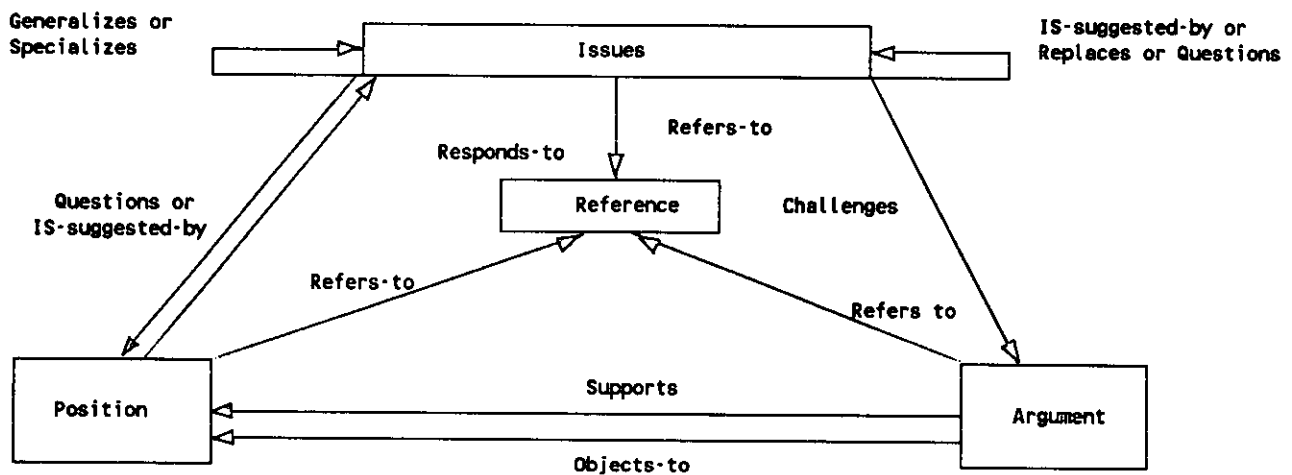 Generalizes or
Specializes
Issues
IS-suggested-by or
Replaces or Questions
Refers-to
Responds-to
Reference
Questions or
IS-suggested-by
Challenges
Refers-to
Refers to
Supports
Position
Argument
Objects-to